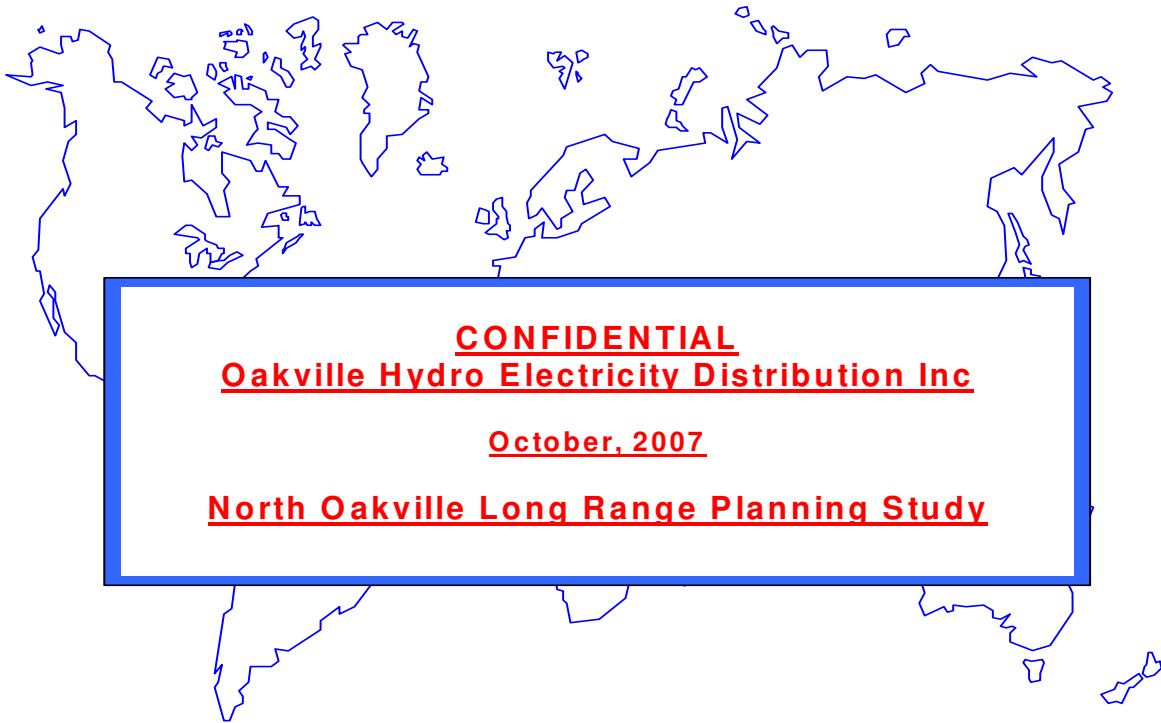 CONFIDENTIAL
Oakville Hydro Electricity Distribution Inc
October, 2007
North Oakville Long Range Planning Study